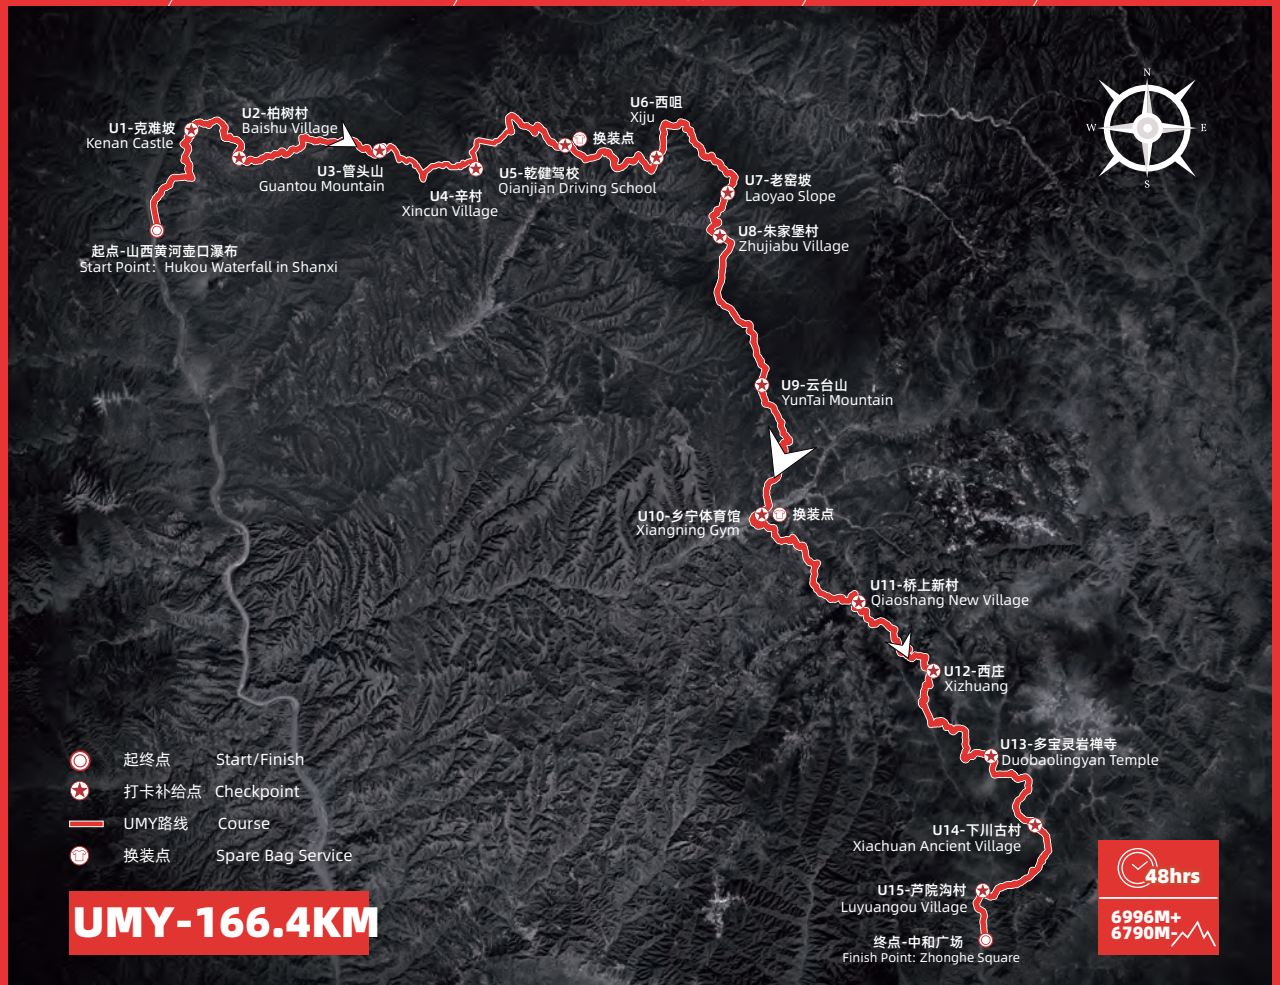 N
W
E
S
U6-西咀
Xiju
U2-柏树村
Baishu Village
U1-克难坡
Kenan Castle
换装点
U3-管头山
Guantou Mountain
U5-乾健驾校
Qianjian Driving School
U4-辛村
Xincun Village
U7-老窑坡
Laoyao Slope
U8-朱家堡村
Zhujiabu Village
起点-山西黄河壶口瀑布
Start Point：Hukou Waterfall in Shanxi
U9-云台山
YunTai Mountain
U10-乡宁体育馆
Xiangning Gym
换装点
U11-桥上新村
Qiaoshang New Village
U12-西庄
Xizhuang
U13-多宝灵岩禅寺
Duobaolingyan Temple
U14-下川古村
Xiachuan Ancient Village
U15-芦院沟村
Luyuangou Village
终点-中和广场
Finish Point: Zhonghe Square
起终点 Start/Finish
打卡补给点 Checkpoint
UMY路线 Course
换装点 Spare Bag Service
UMY-166.4KM
48hrs
6996M+
6790M-